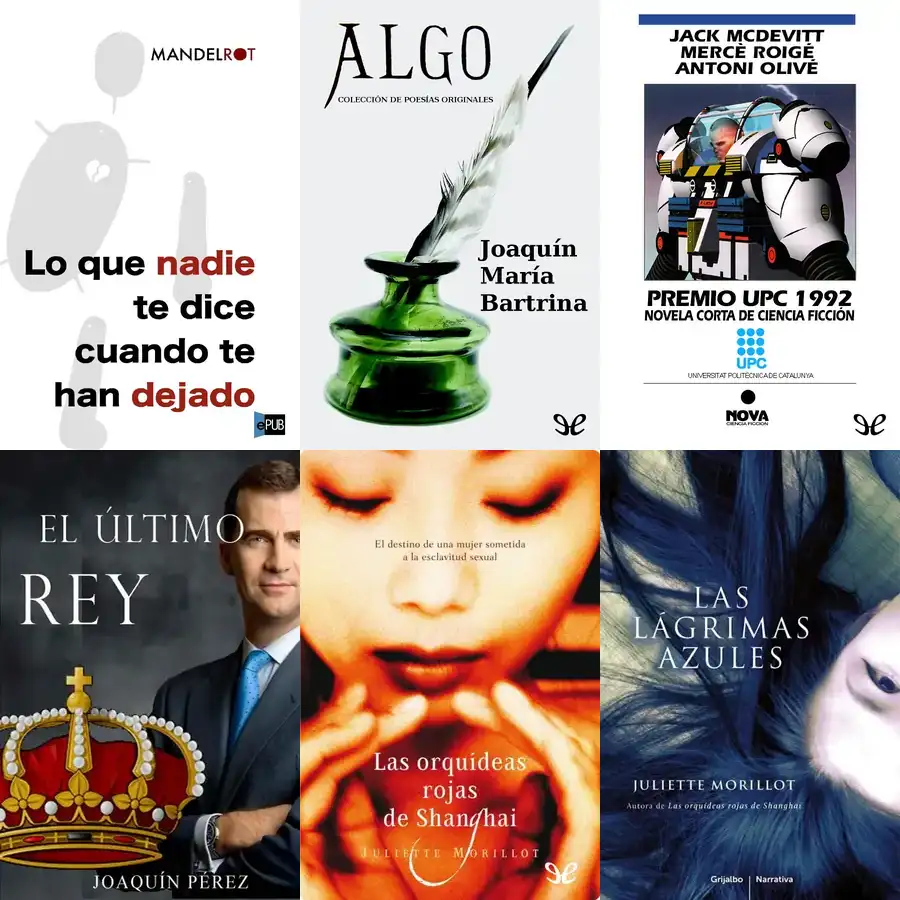 MANDELROT
Lo que nadie
te dice
cuando te
han dejado
ePUB
ALGO
COLECCIÓN DE POESÍAS ORIGINALES
Joaquín
María
Bartrina
JACK MCDEVITT
MERCÈ ROIGÉ
ANTONI OLIVÉ
PREMIO UPC 1992
NOVELA CORTA DE CIENCIA FICCIÓN
UPC
UNIVERSITAT POLITÈCNICA DE CATALUNYA
NOVA
CIENCIA FICCION
EL ÚLTIMO
REY
JOAQUÍN PÉREZ
El destino de una mujer sometida
a la esclavitud sexual
Las orquídeas
rojas
de Shanghai
JULIETTE MORILLOT
LAS
LÁGRIMAS
AZULES
JULIETTE MORILLOT
Autora de Las orquídeas rojas de Shanghai
Grijalbo | Narrativa